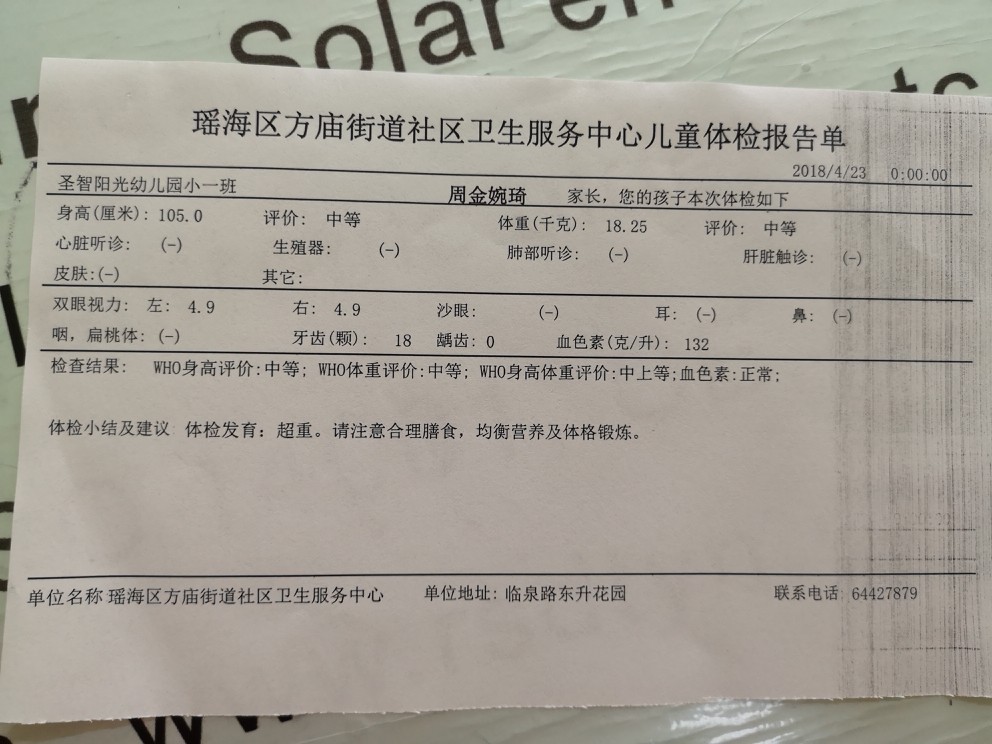 Solar en
瑶海区方庙街道社区卫生服务中心儿童体检报告单
2018/4/23 0:00:00
圣智阳光幼儿园小一班 周金婉琦 家长，您的孩子本次体检如下
身高(厘米): 105.0 评价: 中等 体重(千克): 18.25 评价: 中等
心脏听诊: (-) 生殖器: (-) 肺部听诊: (-) 肝脏触诊: (-)
皮肤:(-) 其它:
双眼视力: 左: 4.9 右: 4.9 沙眼: (-) 耳: (-) 鼻: (-)
咽，扁桃体: (-) 牙齿(颗): 18 龋齿: 0 血色素(克/升): 132
检查结果: WHO身高评价:中等; WHO体重评价:中等; WHO身高体重评价:中上等;血色素:正常;
体检小结及建议 体检发育: 超重。请注意合理膳食，均衡营养及体格锻炼。
单位名称 瑶海区方庙街道社区卫生服务中心 单位地址: 临泉路东升花园 联系电话 64427879